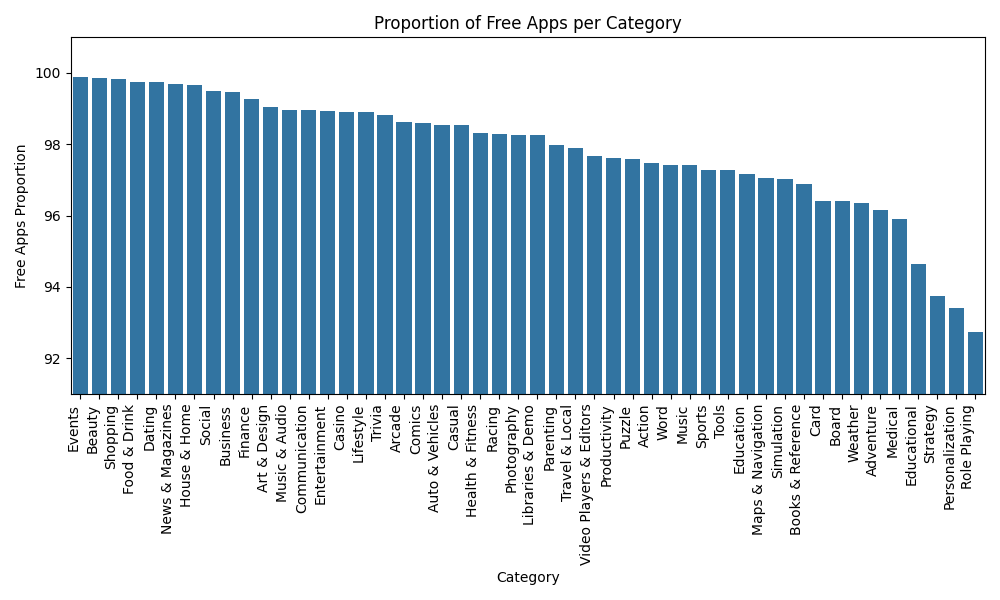 Proportion of Free Apps per Category
100
98
96
94
92
Free Apps Proportion
Events
Beauty
Shopping
Food & Drink
Dating
News & Magazines
House & Home
Social
Business
Finance
Art & Design
Music & Audio
Communication
Entertainment
Casino
Lifestyle
Trivia
Arcade
Comics
Auto & Vehicles
Casual
Health & Fitness
Racing
Photography
Libraries & Demo
Parenting
Travel & Local
Video Players & Editors
Productivity
Puzzle
Action
Word
Music
Sports
Tools
Education
Maps & Navigation
Simulation
Books & Reference
Card
Board
Weather
Adventure
Medical
Educational
Strategy
Personalization
Role Playing
Category